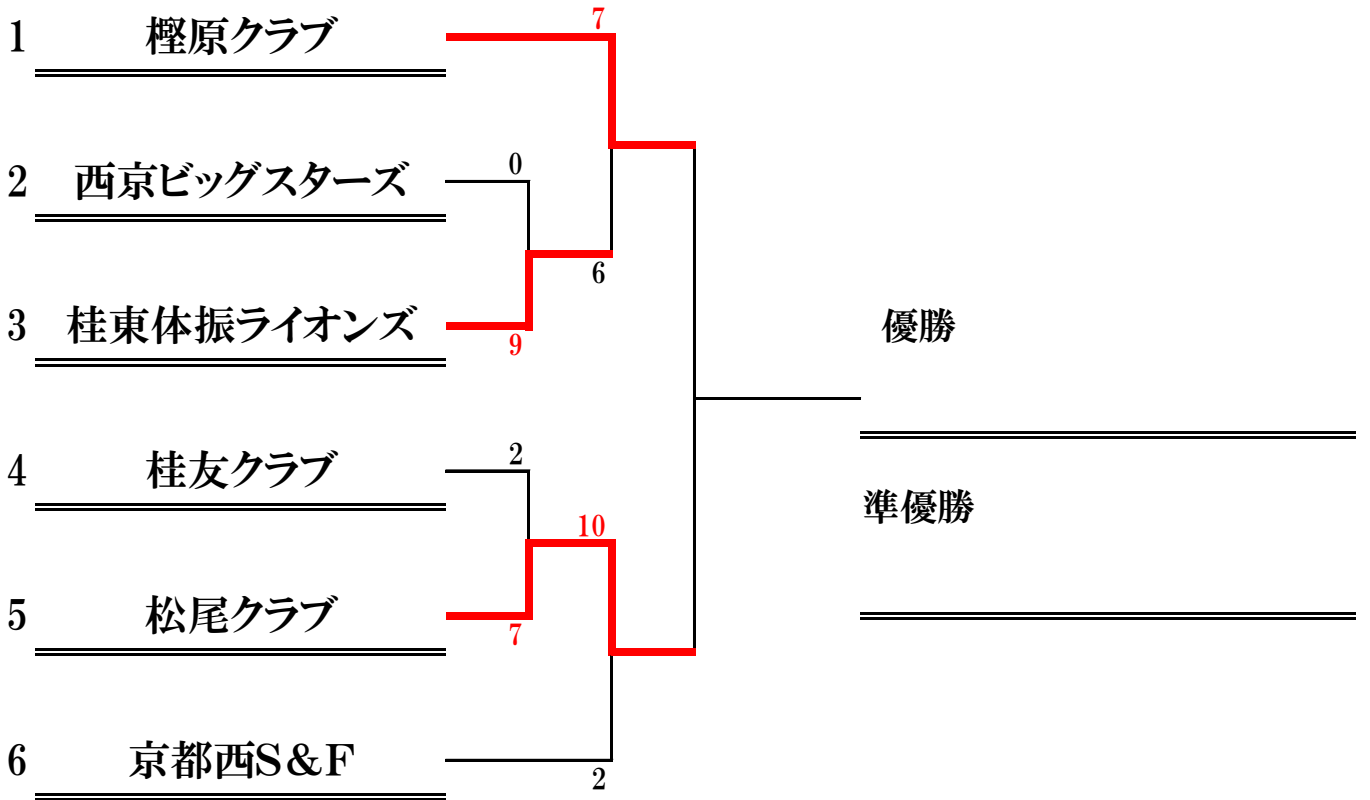 7
1 樫原クラブ
0
2 西京ビッグスターズ
6
3 桂東体振ライオンズ
優勝
9
2
4 桂友クラブ
準優勝
10
5 松尾クラブ
7
6 京都西S&F
2